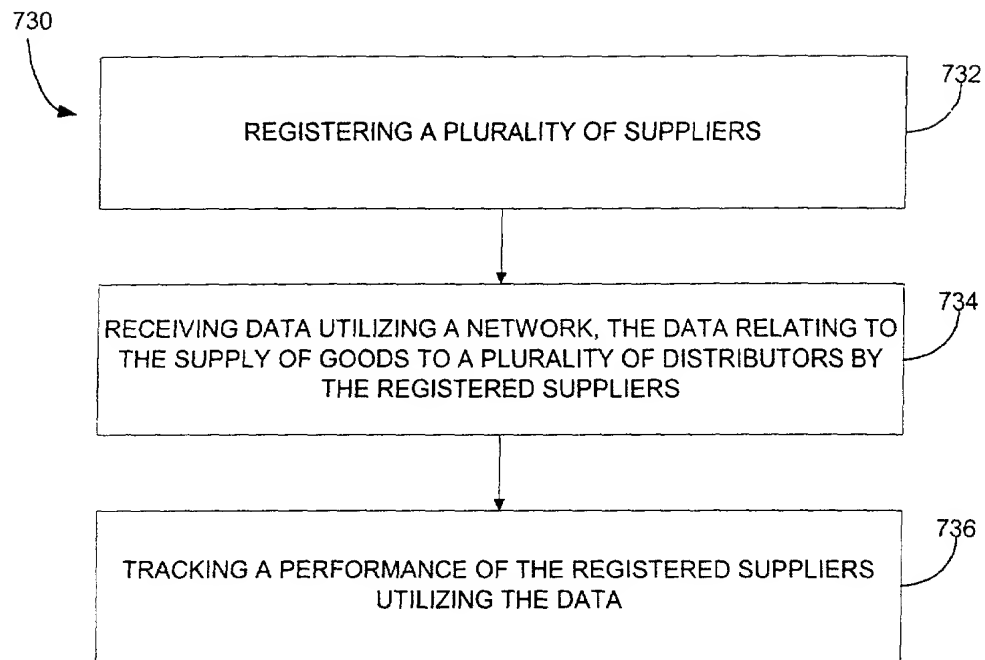 730
732
REGISTERING A PLURALITY OF SUPPLIERS
734
RECEIVING DATA UTILIZING A NETWORK, THE DATA RELATING TO
THE SUPPLY OF GOODS TO A PLURALITY OF DISTRIBUTORS BY
THE REGISTERED SUPPLIERS
736
TRACKING A PERFORMANCE OF THE REGISTERED SUPPLIERS
UTILIZING THE DATA